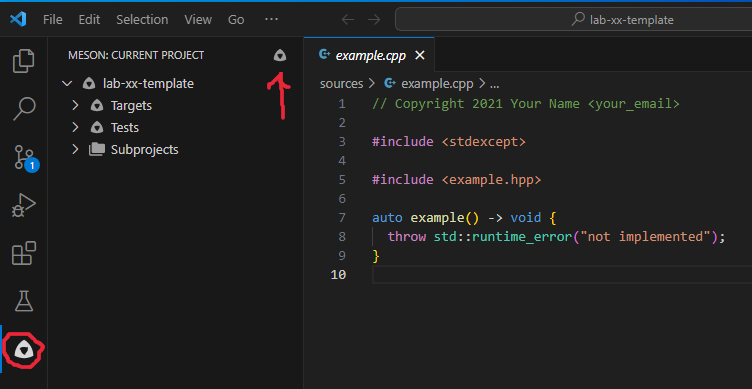 File Edit Selection View Go ... lab-xx-template
MESON: CURRENT PROJECT
example.cpp
lab-xx-template
Targets
Tests
Subprojects
1
sources > example.cpp > ...
1 // Copyright 2021 Your Name <your_email>
2
3 #include <stdexcept>
4
5 #include <example.hpp>
6
7 auto example() -> void {
8   throw std::runtime_error("not implemented");
9 }
10